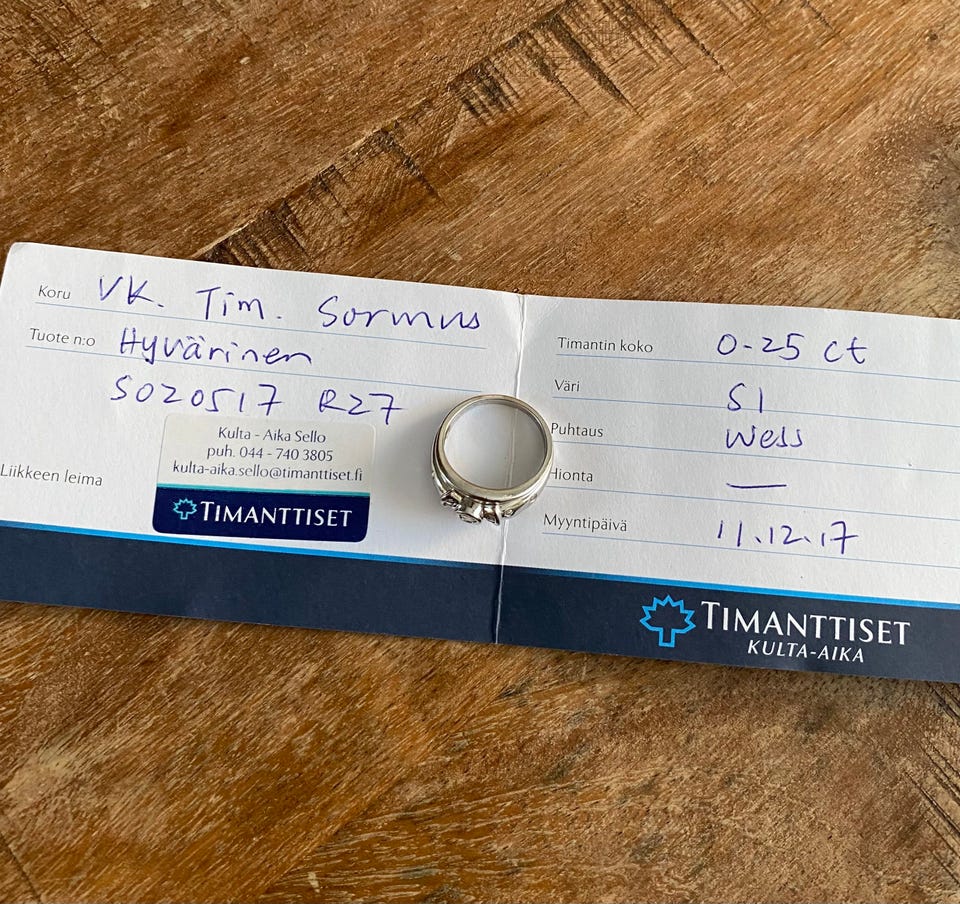 Koru VK. Tim. Sormus
Tuote n:o Hyvärinen
S020517 R27
Kulta - Aika Sello
puh. 044 - 740 3805
kulta-aika.sello@timanttiset.fi
Liikkeen leima
TIMANTTISET
Timantin koko 0-25 ct
Väri SI
Puhtaus Wess
Hionta —
Myyntipäivä 11.12.17
TIMANTTISET
KULTA-AIKA